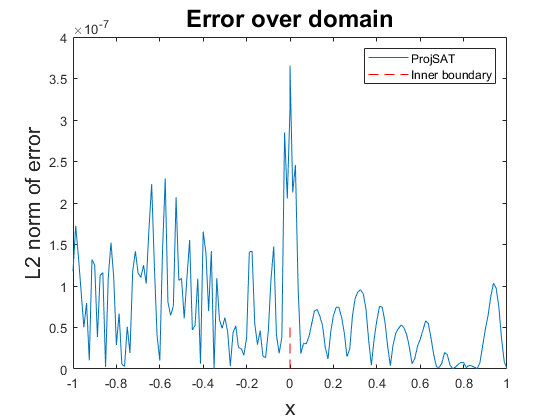 Error over domain
×10^-7
4
3.5
3
2.5
2
1.5
1
0.5
0
L2 norm of error
ProjSAT
Inner boundary
-1 -0.8 -0.6 -0.4 -0.2 0 0.2 0.4 0.6 0.8 1
x